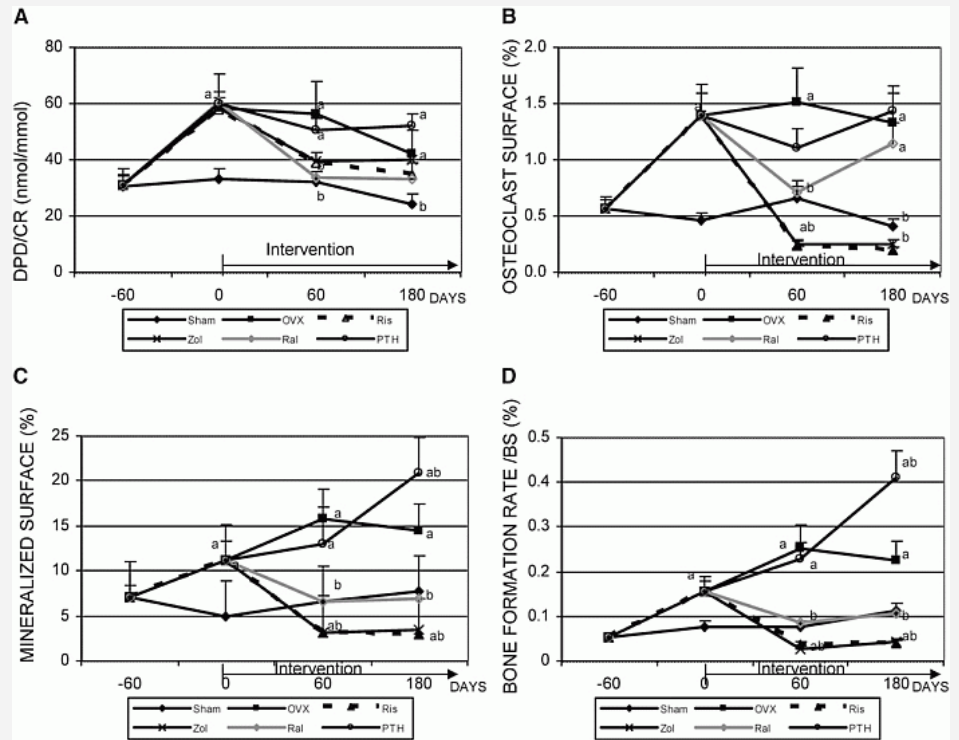 A
DPD/CR (nmol/mmol)
80
60
40
20
0
a
a
a
a
a
b
b
Intervention
-60 0 60 180 DAYS
Sham OVX Ris
Zol Ral PTH
B
OSTEOCLAST SURFACE (%)
2.0
1.5
1.0
0.5
0.0
a
a
a
a
b
ab
b
b
Intervention
-60 0 60 180 DAYS
Sham OVX Ris
Zol Ral PTH
C
MINERALIZED SURFACE (%)
25
20
15
10
5
0
a
a
a
a
ab
a
b
b
ab
ab
Intervention
-60 0 60 180 DAYS
Sham OVX Ris
Zol Ral PTH
D
BONE FORMATION RATE /BS (%)
0.5
0.4
0.3
0.2
0.1
0
a
a
a
ab
a
b
b
ab
ab
Intervention
-60 0 60 180 DAYS
Sham OVX Ris
Zol Ral PTH